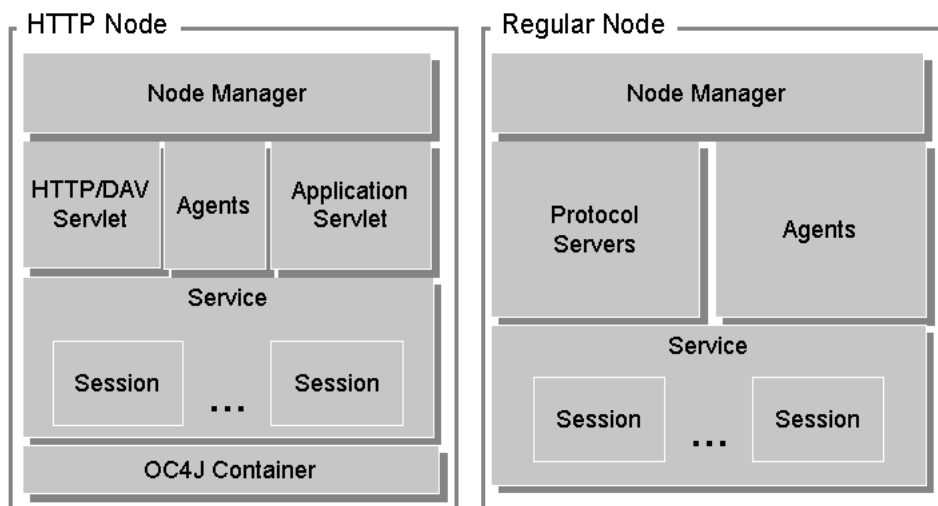 HTTP Node
Node Manager
HTTP/DAV
Servlet
Agents
Application
Servlet
Service
Session
...
Session
OC4J Container
Regular Node
Node Manager
Protocol
Servers
Agents
Service
Session
...
Session